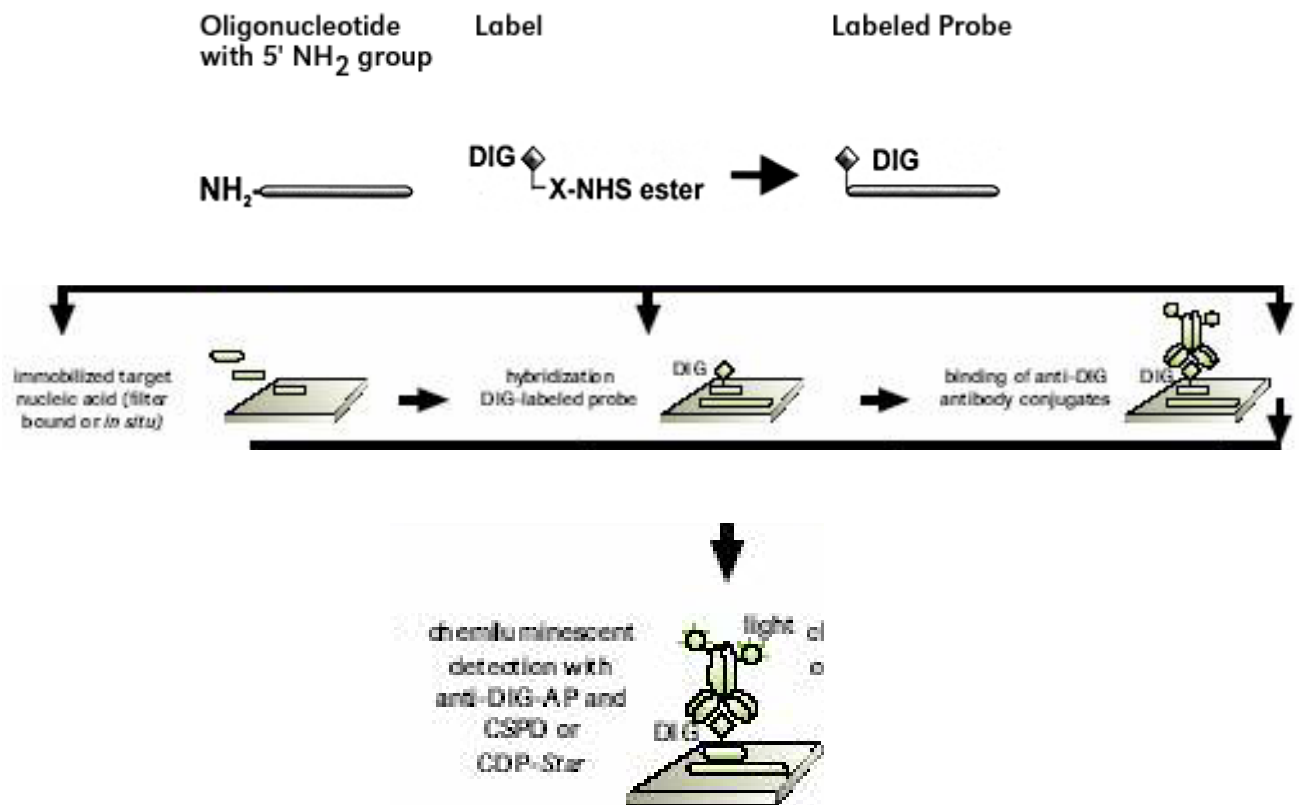 Oligonucleotide
with 5' NH2 group
Label
Labeled Probe
NH2
DIG
X-NHS ester
DIG
immobilized target
nucleic acid (filter
bound or in situ)
hybridization
DIG-labeled probe
DIG
binding of anti-DIG
antibody conjugates
DIG
chemiluminescent
detection with
anti-DIG-AP and
CSPD or
CDP-Star
light
DIG